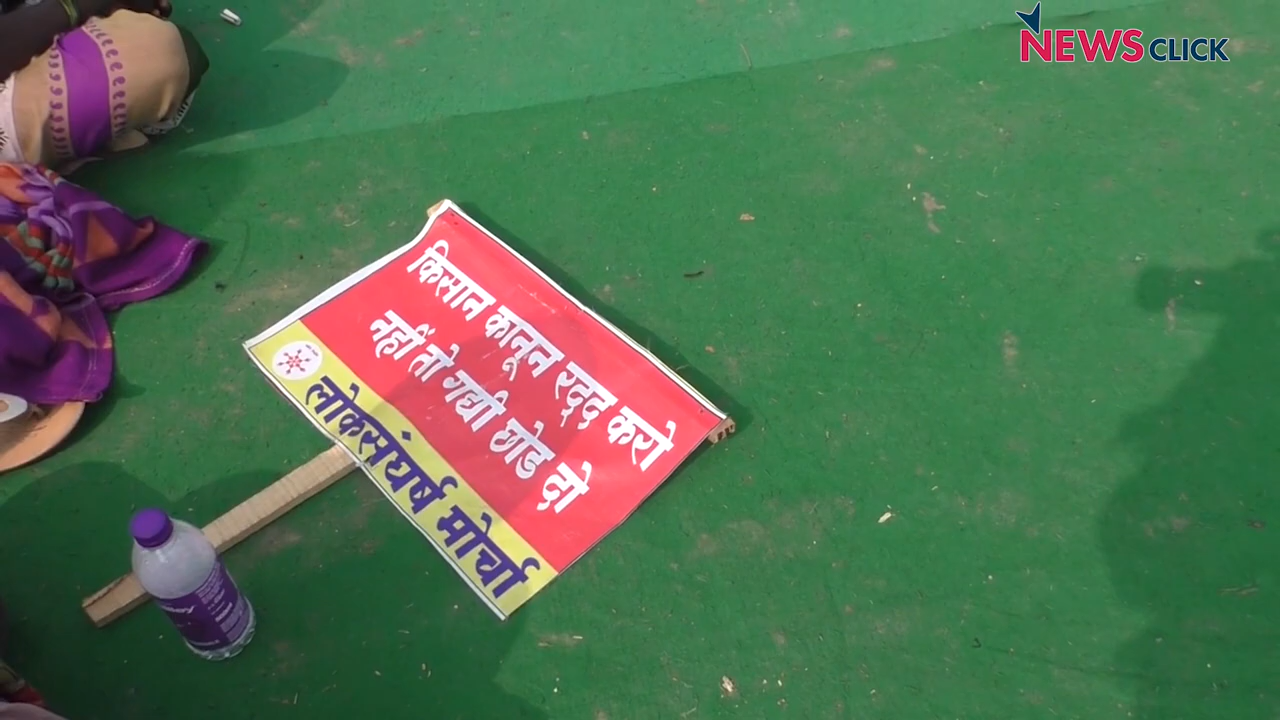 NEWSCLICK
किसान कानून रद्द करो
नहीं तो गद्यी छोड दो
लोकसंघर्ष मोर्चा